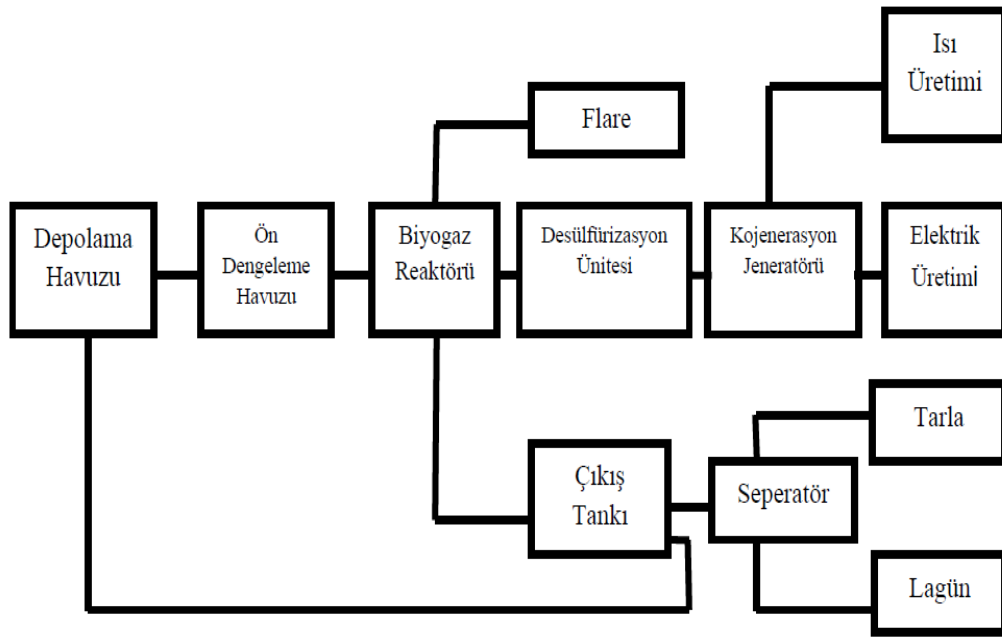 Isı
Üretimi
Flare
Depolama
Havuzu
Ön
Dengeleme
Havuzu
Biyogaz
Reaktörü
Desülfürizasyon
Ünitesi
Kojenerasyon
Jeneratörü
Elektrik
Üretimi
Tarla
Çıkış
Tankı
Seperatör
Lagün